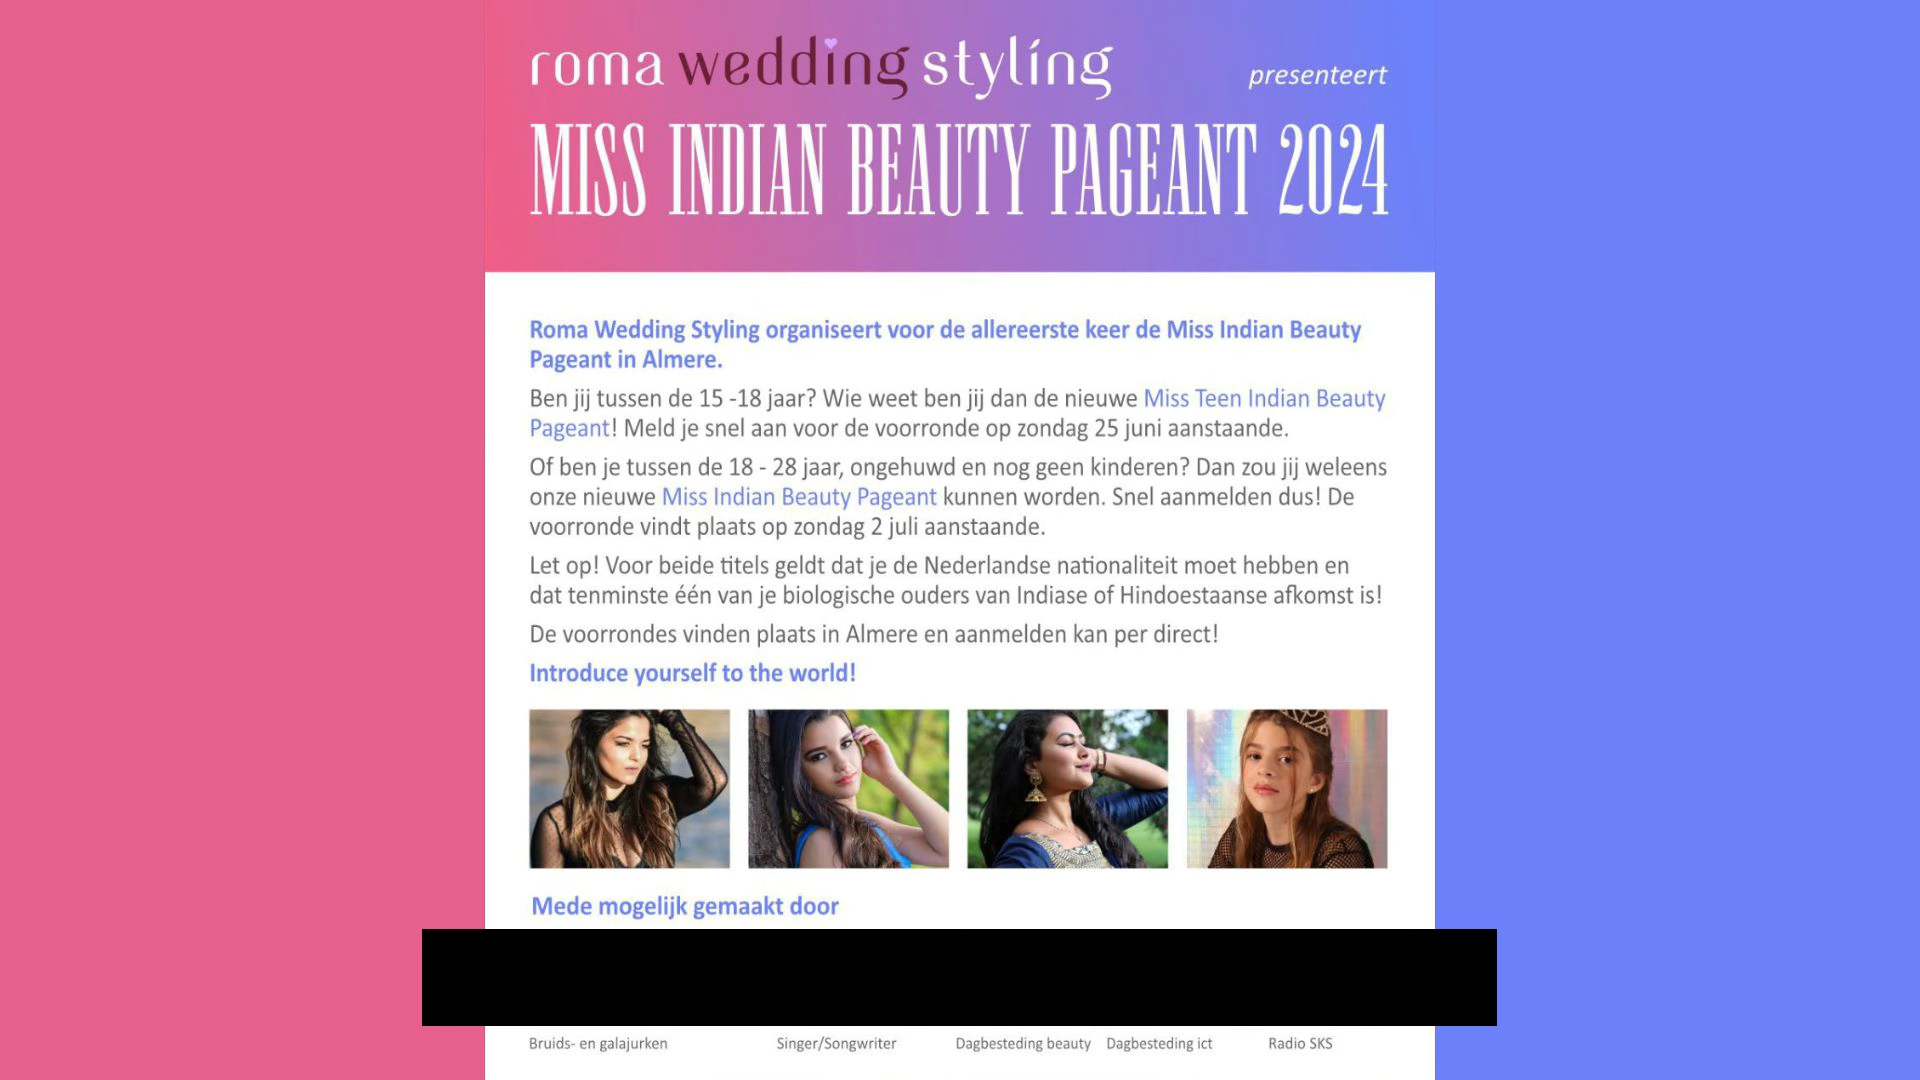 roma wedding styling presenteert
MISS INDIAN BEAUTY PAGEANT 2024
Roma Wedding Styling organiseert voor de allereerste keer de Miss Indian Beauty
Pageant in Almere.
Ben jij tussen de 15 -18 jaar? Wie weet ben jij dan de nieuwe Miss Teen Indian Beauty
Pageant! Meld je snel aan voor de voorronde op zondag 25 juni aanstaande.
Of ben je tussen de 18 - 28 jaar, ongehuwd en nog geen kinderen? Dan zou jij weleens
onze nieuwe Miss Indian Beauty Pageant kunnen worden. Snel aanmelden dus! De
voorronde vindt plaats op zondag 2 juli aanstaande.
Let op! Voor beide titels geldt dat je de Nederlandse nationaliteit moet hebben en
dat tenminste één van je biologische ouders van Indiase of Hindoestaanse afkomst is!
De voorrondes vinden plaats in Almere en aanmelden kan per direct!
Introduce yourself to the world!
Mede mogelijk gemaakt door
Bruids- en galajurken Singer/Songwriter Dagbesteding beauty Dagbesteding ict Radio SKS